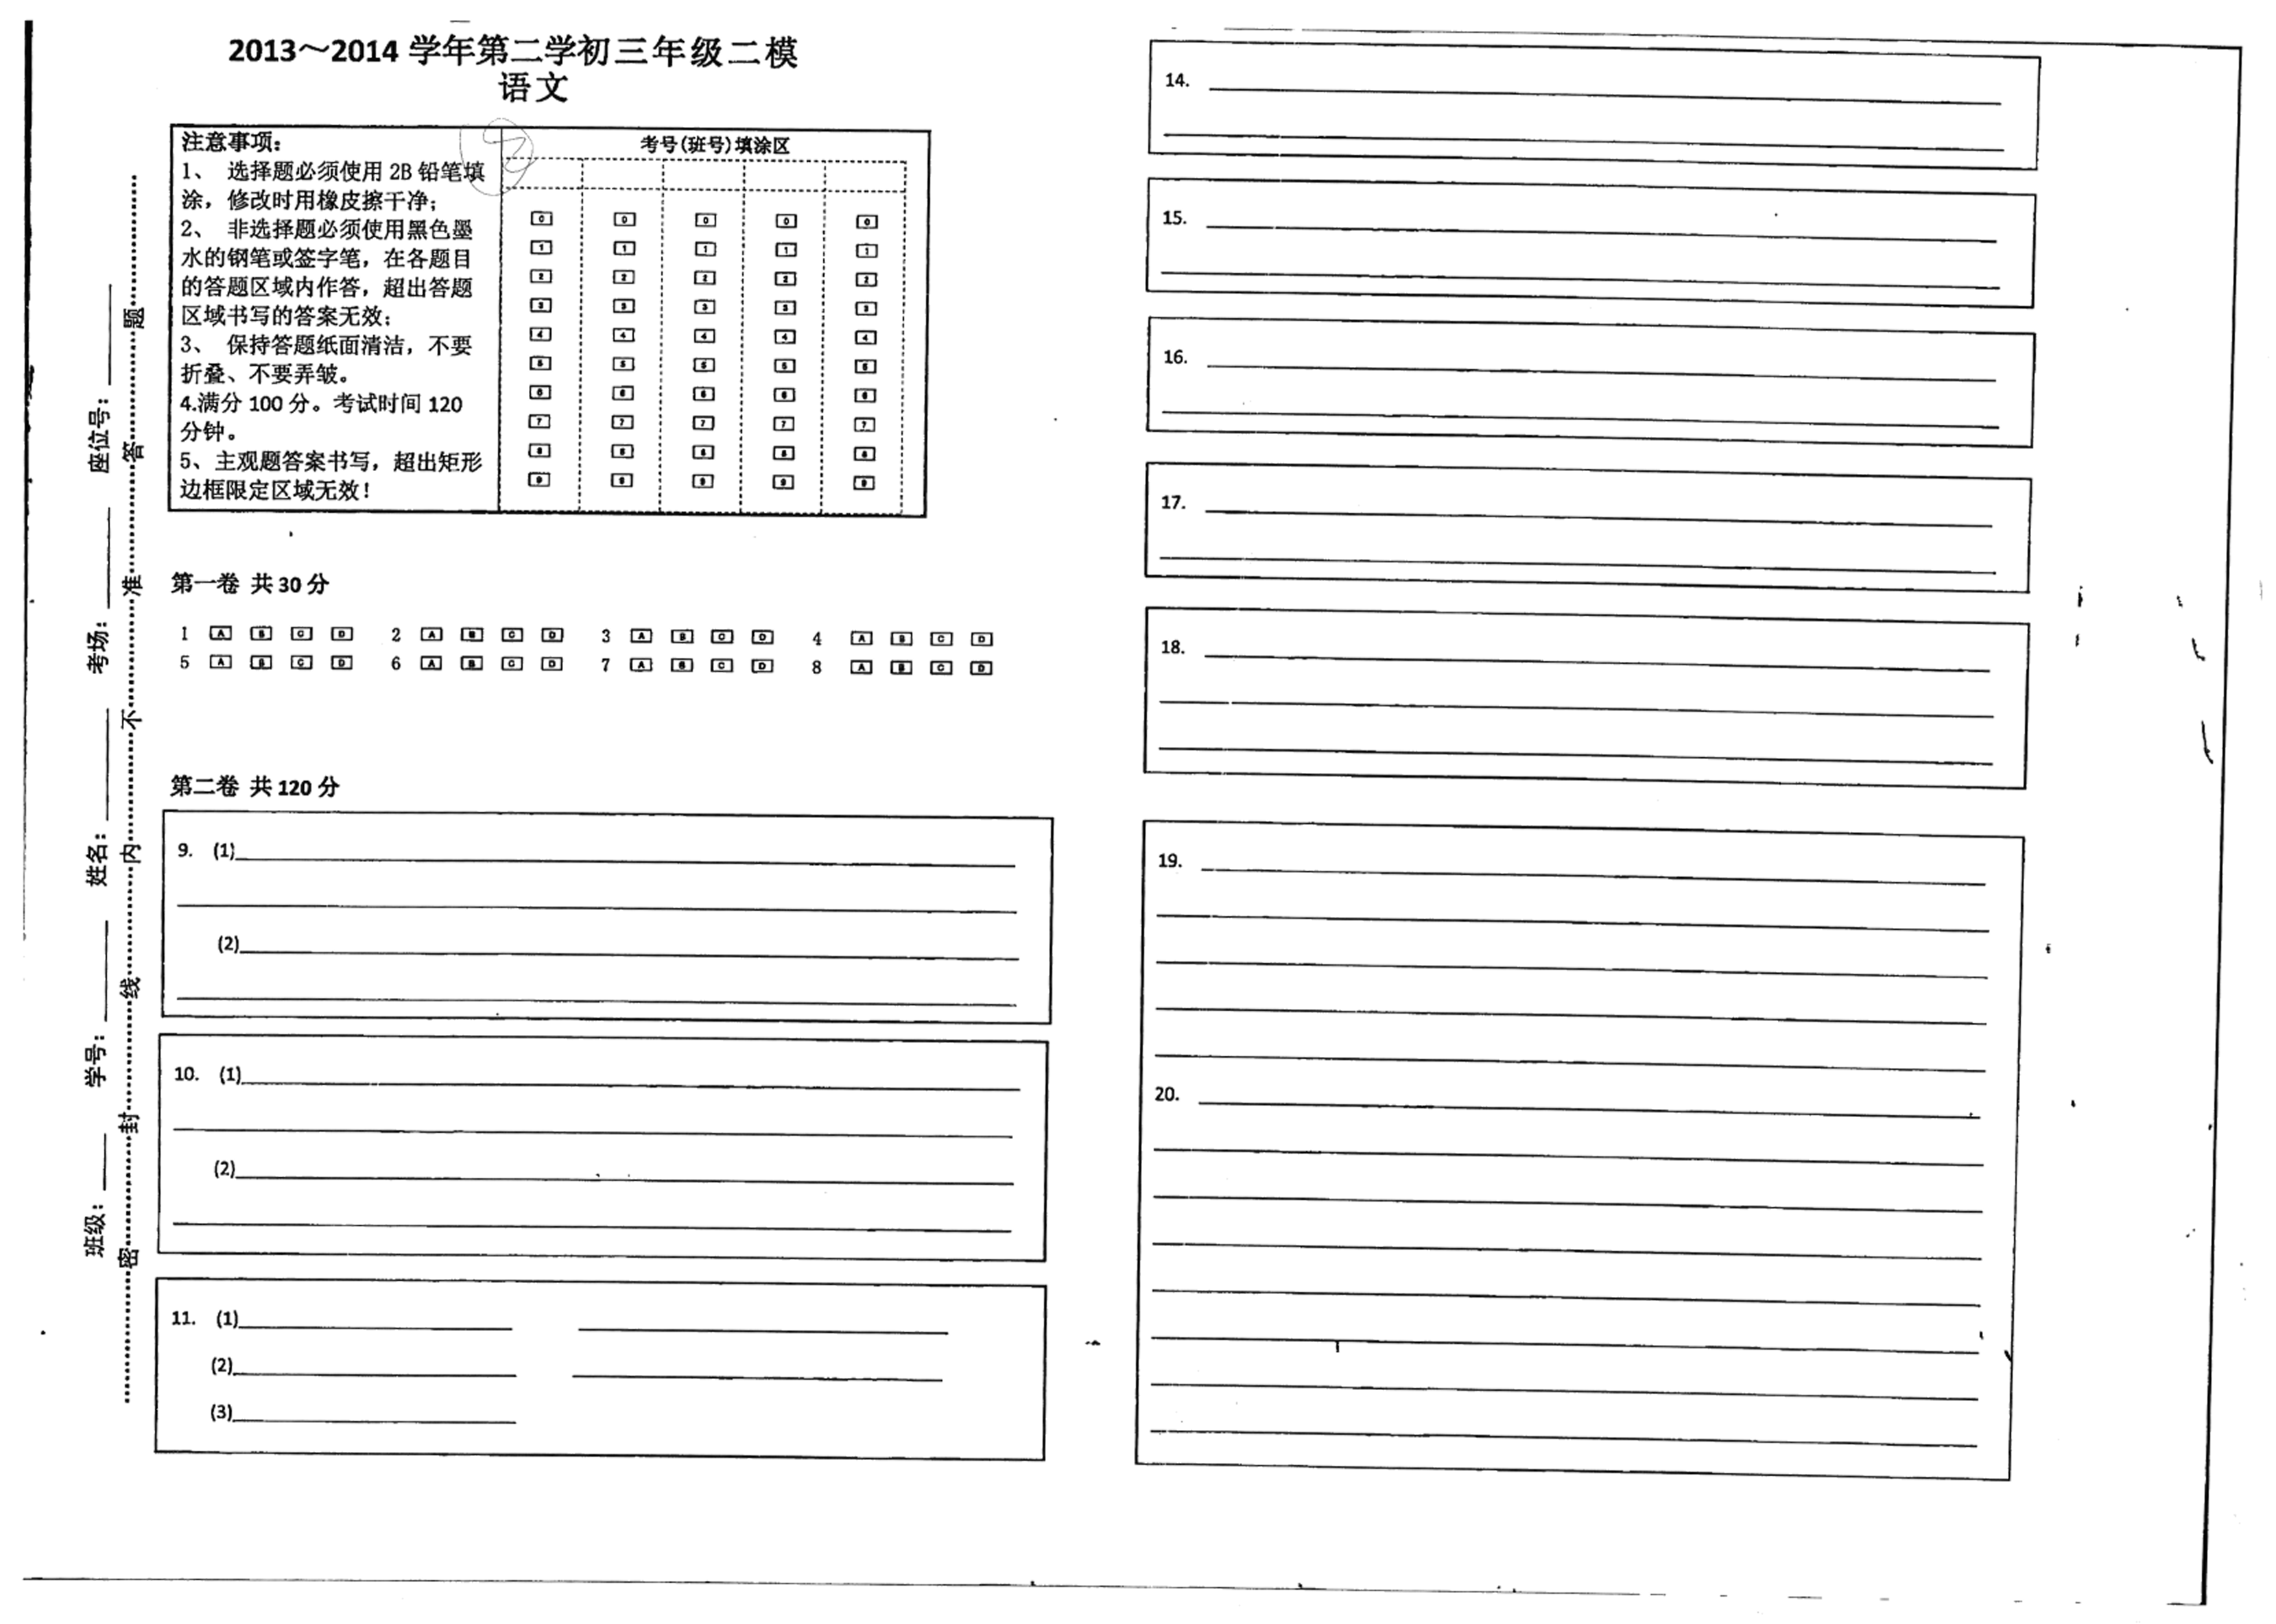 2013～2014 学年第二学初三年级二模
语文
注意事项：
1、 选择题必须使用 2B 铅笔填
涂，修改时用橡皮擦干净；
2、 非选择题必须使用黑色墨
水的钢笔或签字笔，在各题目
的答题区域内作答，超出答题
区域书写的答案无效；
3、 保持答题纸面清洁，不要
折叠、不要弄皱。
4.满分 100 分。考试时间 120
分钟。
5、主观题答案书写，超出矩形
边框限定区域无效！
考号(班号)填涂区
0 0 0 0 0
1 1 1 1 1
2 2 2 2 2
3 3 3 3 3
4 4 4 4 4
5 5 5 5 5
6 6 6 6 6
7 7 7 7 7
8 8 8 8 8
9 9 9 9 9
班级： 学号： 姓名： 考场： 座位号：
密 封 线 内 不 准 答 题
第一卷 共 30 分
1 A B C D 2 A B C D 3 A B C D 4 A B C D
5 A B C D 6 A B C D 7 A B C D 8 A B C D
第二卷 共 120 分
9. (1)
(2)
10. (1)
(2)
11. (1)
(2)
(3)
14.
15.
16.
17.
18.
19.
20.